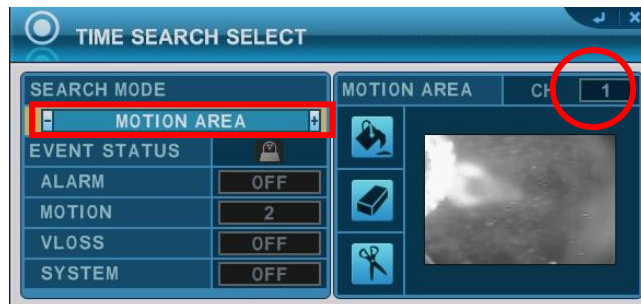 TIME SEARCH SELECT
SEARCH MODE
- MOTION AREA +
EVENT STATUS
ALARM OFF
MOTION 2
VLOSS OFF
SYSTEM OFF
MOTION AREA CH 1